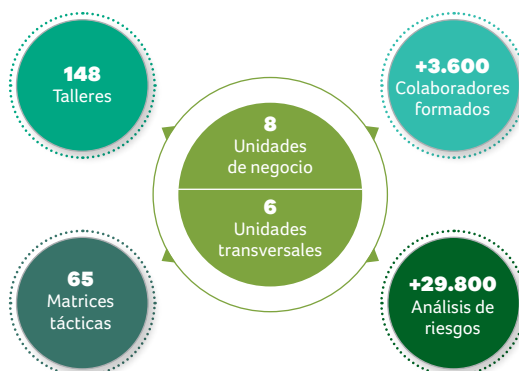 148
Talleres
+3.600
Colaboradores
formados
8
Unidades
de negocio
6
Unidades
transversales
65
Matrices
tácticas
+29.800
Análisis de
riesgos